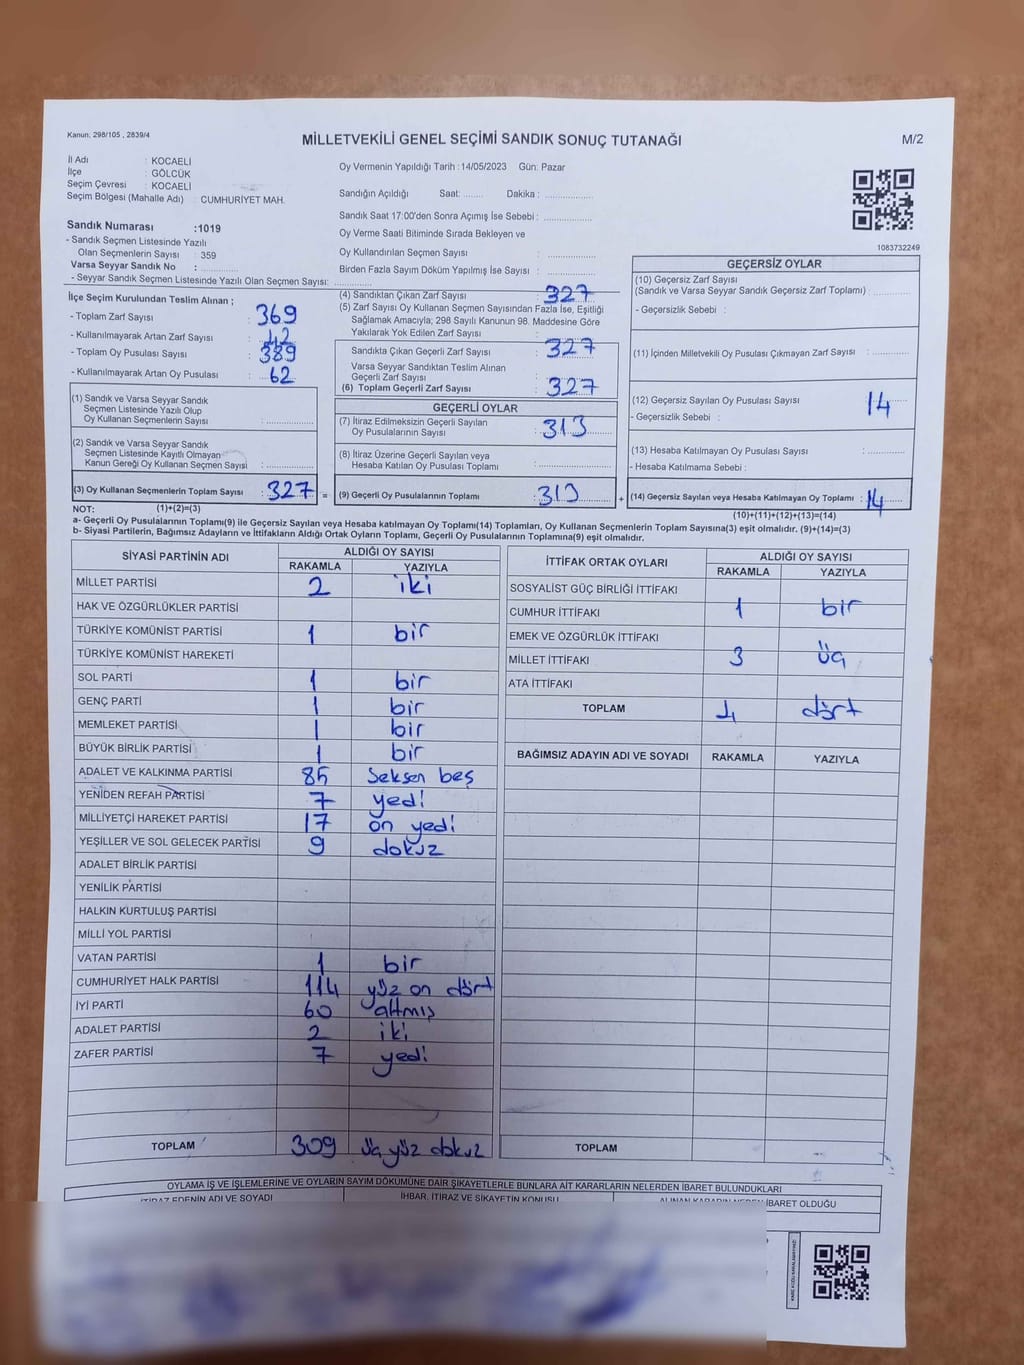 Kanun: 298/105 , 2839/4
MİLLETVEKİLİ GENEL SEÇİMİ SANDIK SONUÇ TUTANAĞI
M/2
İl Adı : KOCAELİ
İlçe : GÖLCÜK
Seçim Çevresi : KOCAELİ
Seçim Bölgesi (Mahalle Adı) CUMHURİYET MAH.
Sandık Numarası :1019
- Sandık Seçmen Listesinde Yazılı
Olan Seçmenlerin Sayısı : 359
Varsa Seyyar Sandık No :
- Seyyar Sandık Seçmen Listesinde Yazılı Olan Seçmen Sayısı:
Oy Vermenin Yapıldığı Tarih :14/05/2023 Gün: Pazar
Sandığın Açıldığı Saat: Dakika :
Sandık Saat 17:00'den Sonra Açımış İse Sebebi :
Oy Verme Saati Bitiminde Sırada Bekleyen ve
Oy Kullandırılan Seçmen Sayısı :
Birden Fazla Sayım Döküm Yapılmış İse Sayısı :
1083732249
İlçe Seçim Kurulundan Teslim Alınan ;
- Toplam Zarf Sayısı : 369
- Kullanılmayarak Artan Zarf Sayısı : 42
- Toplam Oy Pusulası Sayısı : 389
- Kullanılmayarak Artan Oy Pusulası : 62
(1) Sandık ve Varsa Seyyar Sandık
Seçmen Listesinde Yazılı Olup
Oy Kullanan Seçmenlerin Sayısı :
(2) Sandık ve Varsa Seyyar Sandık
Seçmen Listesinde Kayıtlı Olmayan
Kanun Gereği Oy Kullanan Seçmen Sayısı :
(3) Oy Kullanan Seçmenlerin Toplam Sayısı : 327 =
(4) Sandıktan Çıkan Zarf Sayısı : 327
(5) Zarf Sayısı Oy Kullanan Seçmen Sayısından Fazla İse, Eşitliği
Sağlamak Amacıyla; 298 Sayılı Kanunun 98. Maddesine Göre
Yakılarak Yok Edilen Zarf Sayısı :
Sandıkta Çıkan Geçerli Zarf Sayısı : 327
Varsa Seyyar Sandıktan Teslim Alınan
Geçerli Zarf Sayısı :
(6) Toplam Geçerli Zarf Sayısı : 327
GEÇERLİ OYLAR
(7) İtiraz Edilmeksizin Geçerli Sayılan
Oy Pusulalarının Sayısı : 313
(8) İtiraz Üzerine Geçerli Sayılan veya
Hesaba Katılan Oy Pusulası Toplamı :
(9) Geçerli Oy Pusulalarının Toplamı : 313 +
GEÇERSİZ OYLAR
(10) Geçersiz Zarf Sayısı
(Sandık ve Varsa Seyyar Sandık Geçersiz Zarf Toplamı) :
- Geçersizlik Sebebi :
(11) İçinden Milletvekili Oy Pusulası Çıkmayan Zarf Sayısı :
(12) Geçersiz Sayılan Oy Pusulası Sayısı : 14
- Geçersizlik Sebebi :
(13) Hesaba Katılmayan Oy Pusulası Sayısı :
- Hesaba Katılmama Sebebi :
(14) Geçersiz Sayılan veya Hesaba Katılmayan Oy Toplamı : 14
NOT: (1)+(2)=(3) (10)+(11)+(12)+(13)=(14)
a- Geçerli Oy Pusulalarının Toplamı(9) ile Geçersiz Sayılan veya Hesaba katılmayan Oy Toplamı(14) Toplamları, Oy Kullanan Seçmenlerin Toplam Sayısına(3) eşit olmalıdır. (9)+(14)=(3)
b- Siyasi Partilerin, Bağımsız Adayların ve İttifakların Aldığı Ortak Oyların Toplamı, Geçerli Oy Pusulalarının Toplamına(9) eşit olmalıdır.
SİYASİ PARTİNİN ADI ALDIĞI OY SAYISI
RAKAMLA YAZIYLA
MİLLET PARTİSİ 2 iki
HAK VE ÖZGÜRLÜKLER PARTİSİ
TÜRKİYE KOMÜNİST PARTİSİ 1 bir
TÜRKİYE KOMÜNİST HAREKETİ
SOL PARTİ 1 bir
GENÇ PARTİ 1 bir
MEMLEKET PARTİSİ 1 bir
BÜYÜK BİRLİK PARTİSİ 1 bir
ADALET VE KALKINMA PARTİSİ 85 Seksen beş
YENİDEN REFAH PARTİSİ 7 yedi
MİLLİYETÇİ HAREKET PARTİSİ 17 on yedi
YEŞİLLER VE SOL GELECEK PARTİSİ 9 dokuz
ADALET BİRLİK PARTİSİ
YENİLİK PARTİSİ
HALKIN KURTULUŞ PARTİSİ
MİLLİ YOL PARTİSİ
VATAN PARTİSİ 1 bir
CUMHURİYET HALK PARTİSİ 114 yüz on dört
İYİ PARTİ 60 altmış
ADALET PARTİSİ 2 iki
ZAFER PARTİSİ 7 yedi
TOPLAM 309 üç yüz dokuz
İTTİFAK ORTAK OYLARI ALDIĞI OY SAYISI
RAKAMLA YAZIYLA
SOSYALİST GÜÇ BİRLİĞİ İTTİFAKI
CUMHUR İTTİFAKI 1 bir
EMEK VE ÖZGÜRLÜK İTTİFAKI
MİLLET İTTİFAKI 3 üç
ATA İTTİFAKI
TOPLAM 4 dört
BAĞIMSIZ ADAYIN ADI VE SOYADI RAKAMLA YAZIYLA
TOPLAM
OYLAMA İŞ VE İŞLEMLERİNE VE OYLARIN SAYIM DÖKÜMÜNE DAİR ŞİKAYETLERLE BUNLARA AİT KARARLARIN NELERDEN İBARET BULUNDUKLARI
İTİRAZ EDENİN ADI VE SOYADI İHBAR, İTİRAZ VE ŞİKAYETİN KONUSU ALINAN KARARIN NEDEN İBARET OLDUĞU